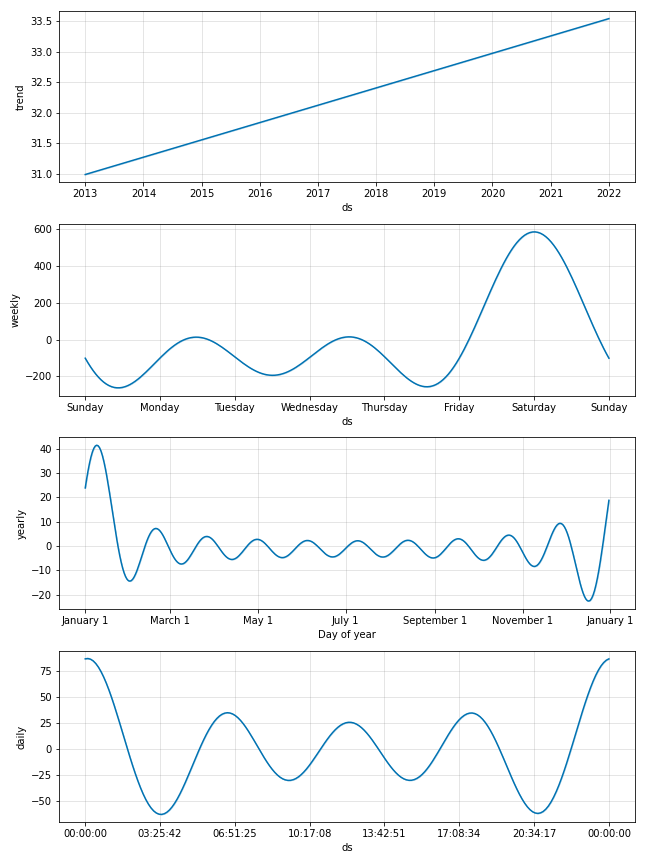 33.5
33.0
32.5
32.0
31.5
31.0
trend
2013 2014 2015 2016 2017 2018 2019 2020 2021 2022
ds
600
400
200
0
−200
weekly
Sunday Monday Tuesday Wednesday Thursday Friday Saturday Sunday
ds
40
30
20
10
0
−10
−20
yearly
January 1 March 1 May 1 July 1 September 1 November 1 January 1
Day of year
75
50
25
0
−25
−50
daily
00:00:00 03:25:42 06:51:25 10:17:08 13:42:51 17:08:34 20:34:17 00:00:00
ds